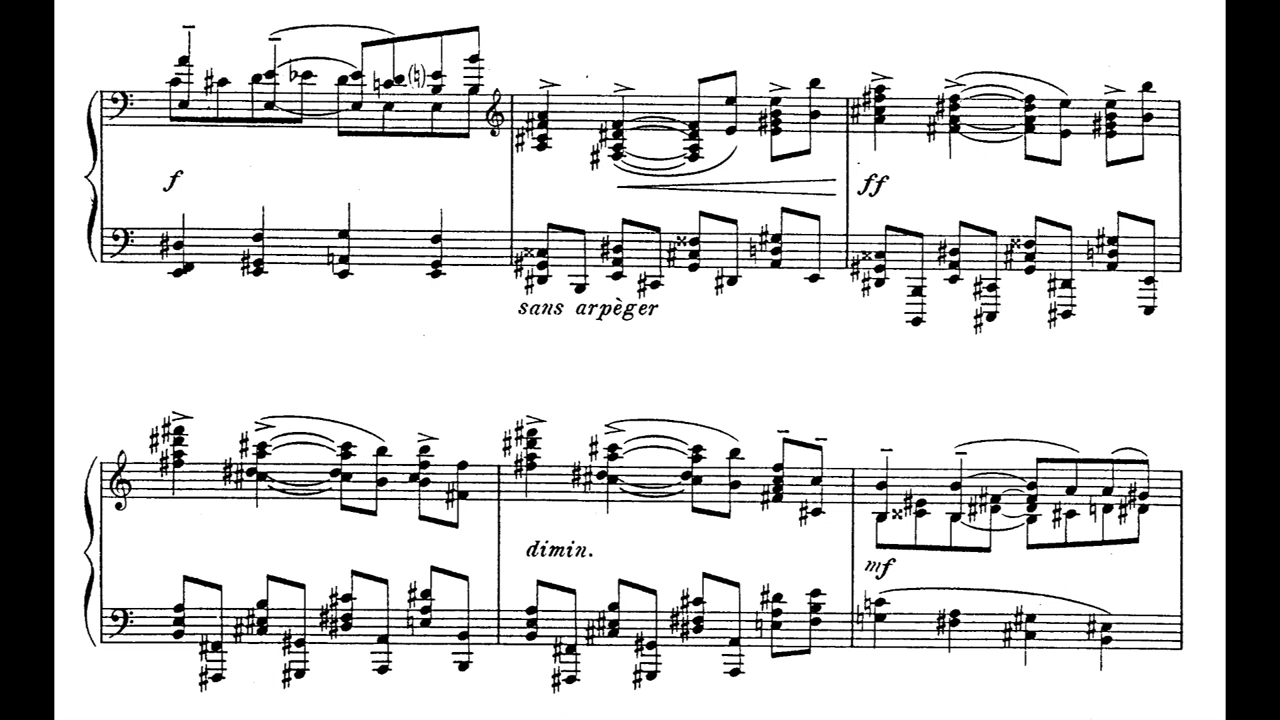 f
ff
sans arpèger
dimin.
mf